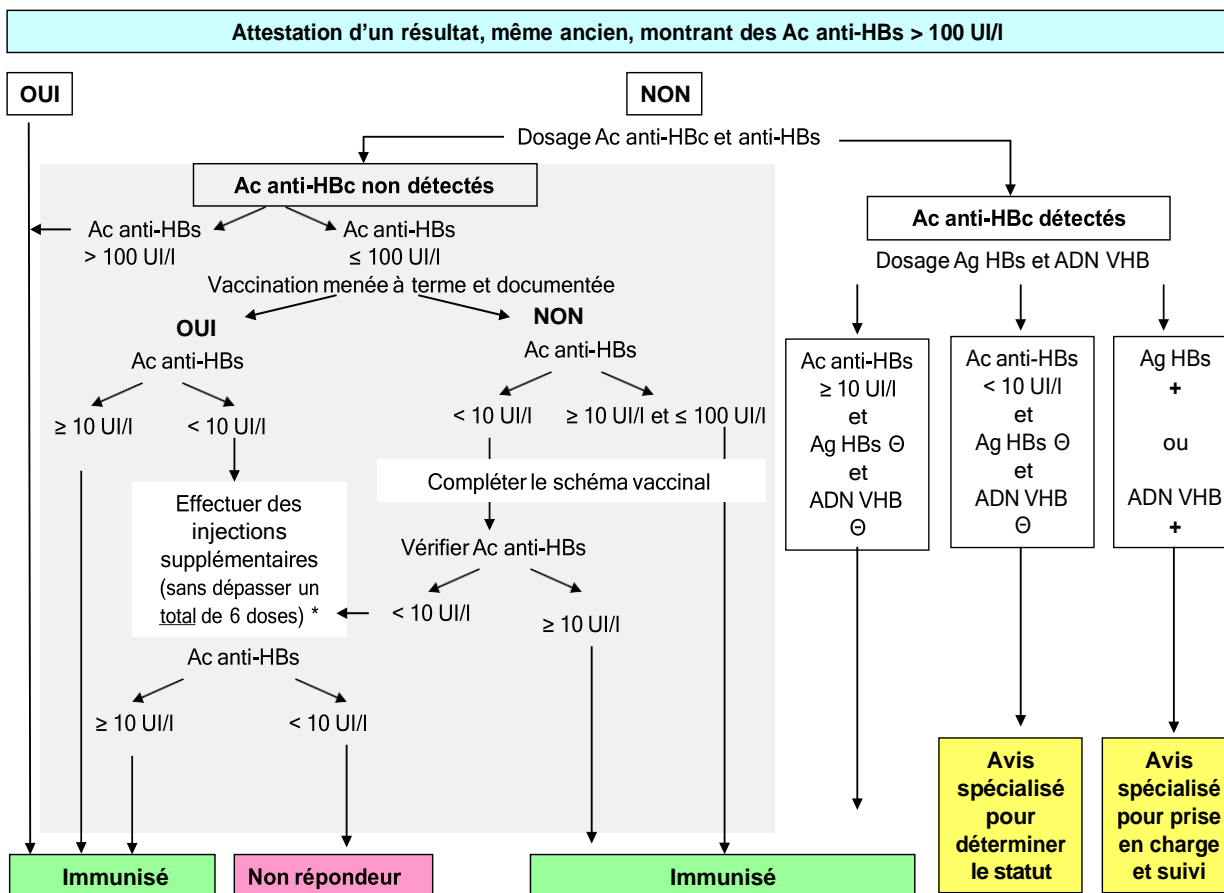 Attestation d'un résultat, même ancien, montrant des Ac anti-HBs > 100 UI/l
OUI
NON
Dosage Ac anti-HBc et anti-HBs
Ac anti-HBc non détectés
Ac anti-HBs
> 100 UI/l
Ac anti-HBs
≤ 100 UI/l
Vaccination menée à terme et documentée
OUI
Ac anti-HBs
≥ 10 UI/l
< 10 UI/l
Effectuer des
injections
supplémentaires
(sans dépasser un
total de 6 doses) *
Ac anti-HBs
≥ 10 UI/l
< 10 UI/l
NON
Ac anti-HBs
< 10 UI/l
≥ 10 UI/l et ≤ 100 UI/l
Compléter le schéma vaccinal
Vérifier Ac anti-HBs
< 10 UI/l
≥ 10 UI/l
Ac anti-HBc détectés
Dosage Ag HBs et ADN VHB
Ac anti-HBs
≥ 10 UI/l
et
Ag HBs Θ
et
ADN VHB
Θ
Ac anti-HBs
< 10 UI/l
et
Ag HBs Θ
et
ADN VHB
Θ
Ag HBs
+
ou
ADN VHB
+
Immunisé
Non répondeur
Immunisé
Avis
spécialisé
pour
déterminer
le statut
Avis
spécialisé
pour prise
en charge
et suivi